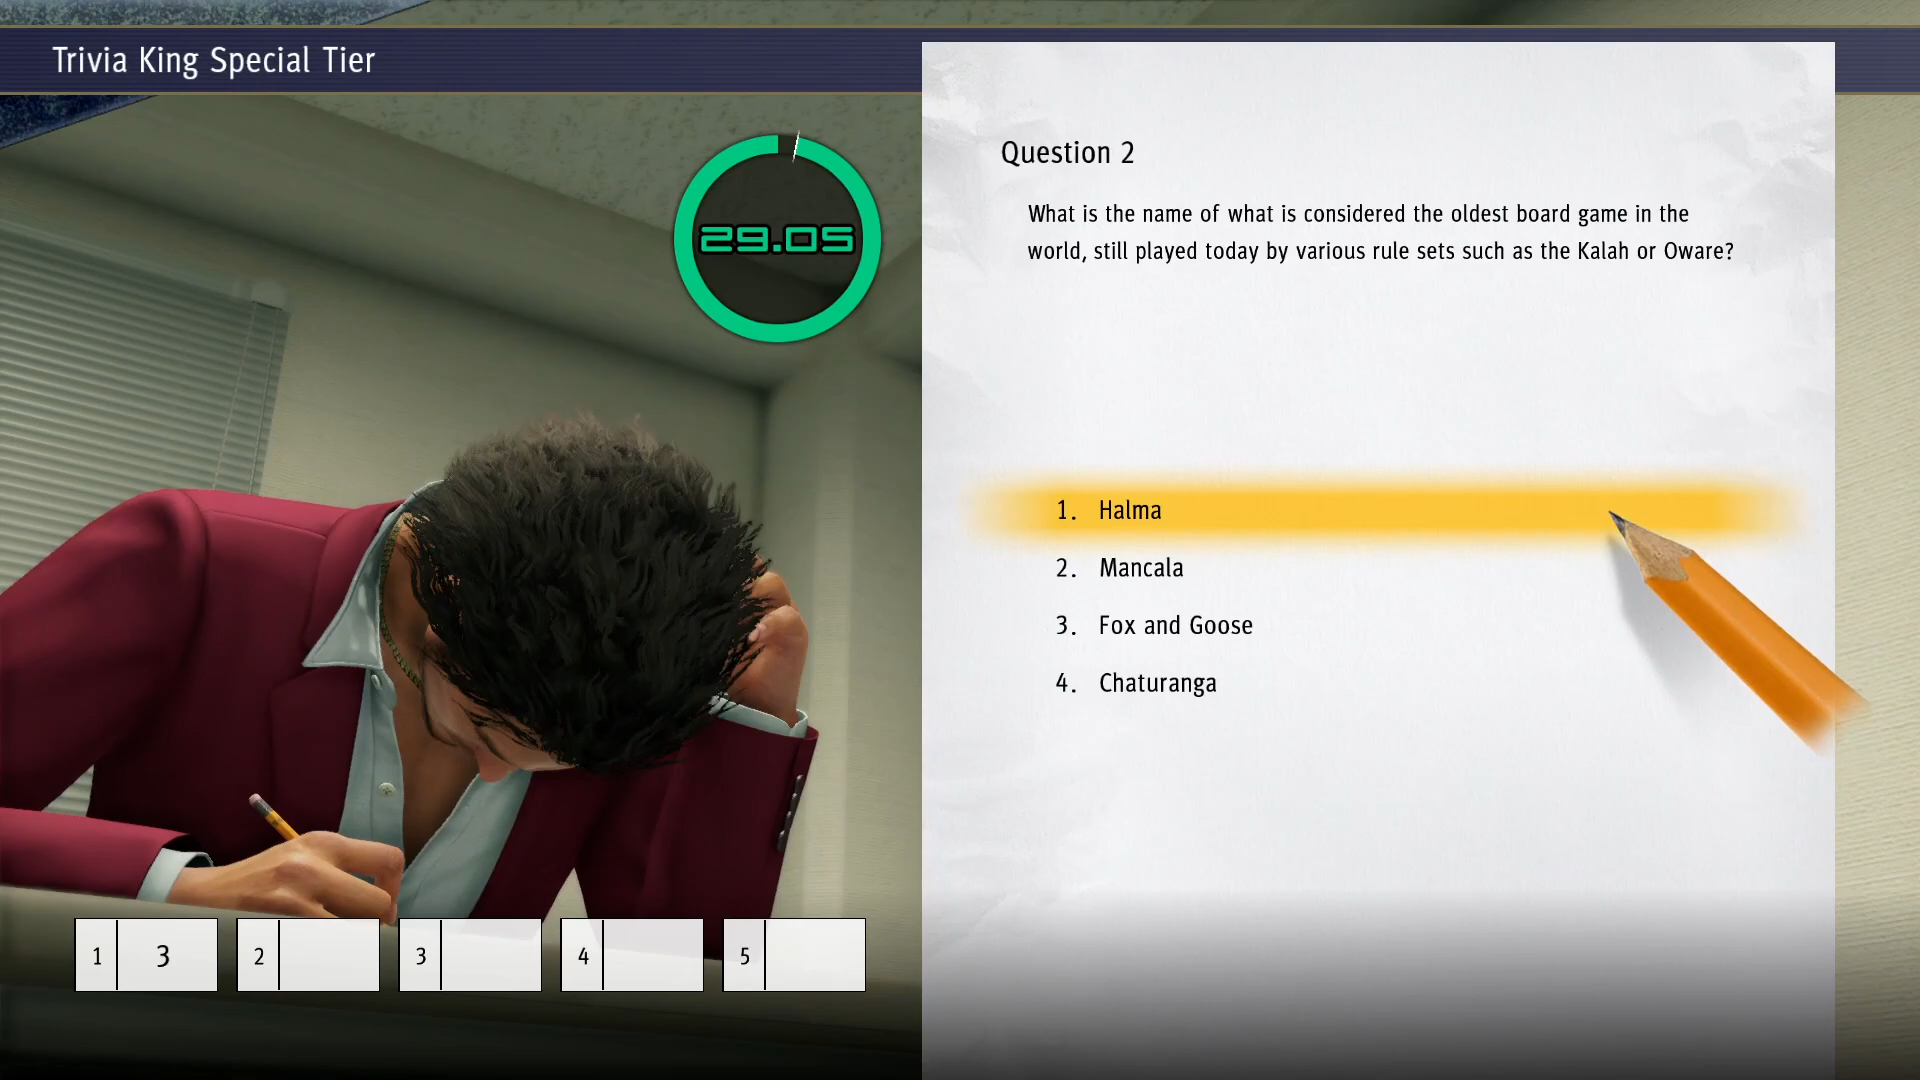 Trivia King Special Tier
29.05
Question 2
What is the name of what is considered the oldest board game in the
world, still played today by various rule sets such as the Kalah or Oware?
1. Halma
2. Mancala
3. Fox and Goose
4. Chaturanga
1 3 2 3 4 5